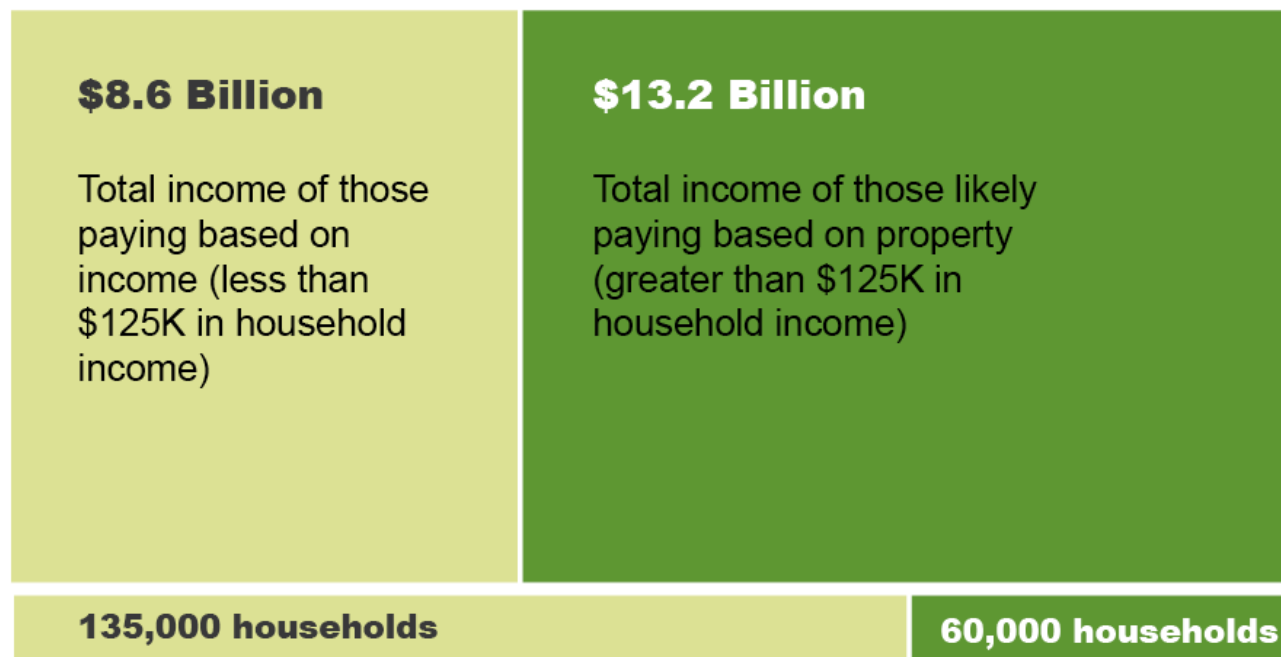 $8.6 Billion
Total income of those
paying based on
income (less than
$125K in household
income)
$13.2 Billion
Total income of those likely
paying based on property
(greater than $125K in
household income)
135,000 households
60,000 households